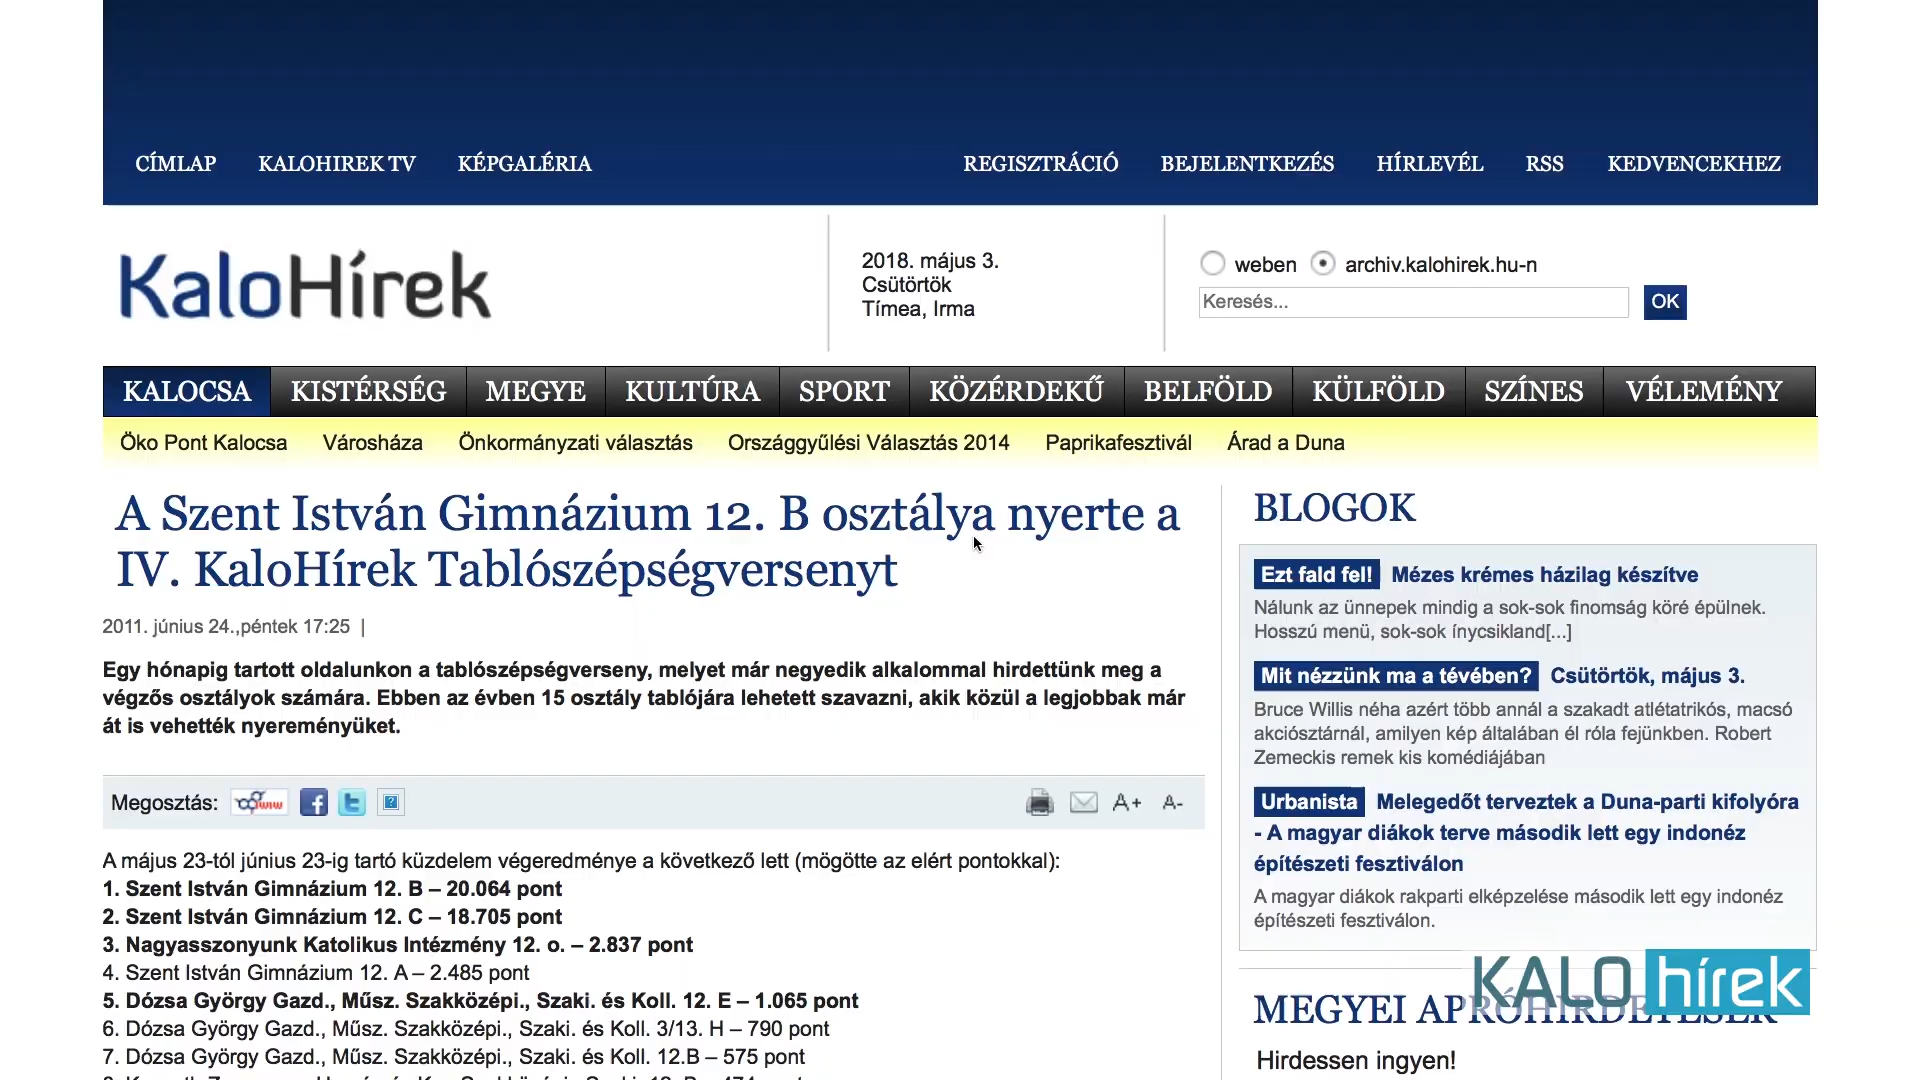 CÍMLAP KALOHIREK TV KÉPGALÉRIA REGISZTRÁCIÓ BEJELENTKEZÉS HÍRLEVÉL RSS KEDVENCEKHEZ
KaloHírek
2018. május 3.
Csütörtök
Tímea, Irma
weben archiv.kalohirek.hu-n
Keresés... OK
KALOCSA KISTÉRSÉG MEGYE KULTÚRA SPORT KÖZÉRDEKŰ BELFÖLD KÜLFÖLD SZÍNES VÉLEMÉNY
Öko Pont Kalocsa Városháza Önkormányzati választás Országgyűlési Választás 2014 Paprikafesztivál Árad a Duna
A Szent István Gimnázium 12. B osztálya nyerte a
IV. KaloHírek Tablószépségversenyt
2011. június 24.,péntek 17:25 |
Egy hónapig tartott oldalunkon a tablószépségverseny, melyet már negyedik alkalommal hirdettünk meg a
végzős osztályok számára. Ebben az évben 15 osztály tablójára lehetett szavazni, akik közül a legjobbak már
át is vehették nyereményüket.
Megosztás: A+ A-
A május 23-tól június 23-ig tartó küzdelem végeredménye a következő lett (mögötte az elért pontokkal):
1. Szent István Gimnázium 12. B – 20.064 pont
2. Szent István Gimnázium 12. C – 18.705 pont
3. Nagyasszonyunk Katolikus Intézmény 12. o. – 2.837 pont
4. Szent István Gimnázium 12. A – 2.485 pont
5. Dózsa György Gazd., Műsz. Szakközépi., Szaki. és Koll. 12. E – 1.065 pont
6. Dózsa György Gazd., Műsz. Szakközépi., Szaki. és Koll. 3/13. H – 790 pont
7. Dózsa György Gazd., Műsz. Szakközépi., Szaki. és Koll. 12.B – 575 pont
BLOGOK
Ezt fald fel! Mézes krémes házilag készítve
Nálunk az ünnepek mindig a sok-sok finomság köré épülnek.
Hosszú menü, sok-sok ínycsikland[...]
Mit nézzünk ma a tévében? Csütörtök, május 3.
Bruce Willis néha azért több annál a szakadt atlétatrikós, macsó
akciósztárnál, amilyen kép általában él róla fejünkben. Robert
Zemeckis remek kis komédiájában
Urbanista Melegedőt terveztek a Duna-parti kifolyóra
- A magyar diákok terve második lett egy indonéz
építészeti fesztiválon
A magyar diákok rakparti elképzelése második lett egy indonéz
építészeti fesztiválon.
KALO hírek
MEGYEI APRÓHIRDETÉSEK
Hirdessen ingyen!